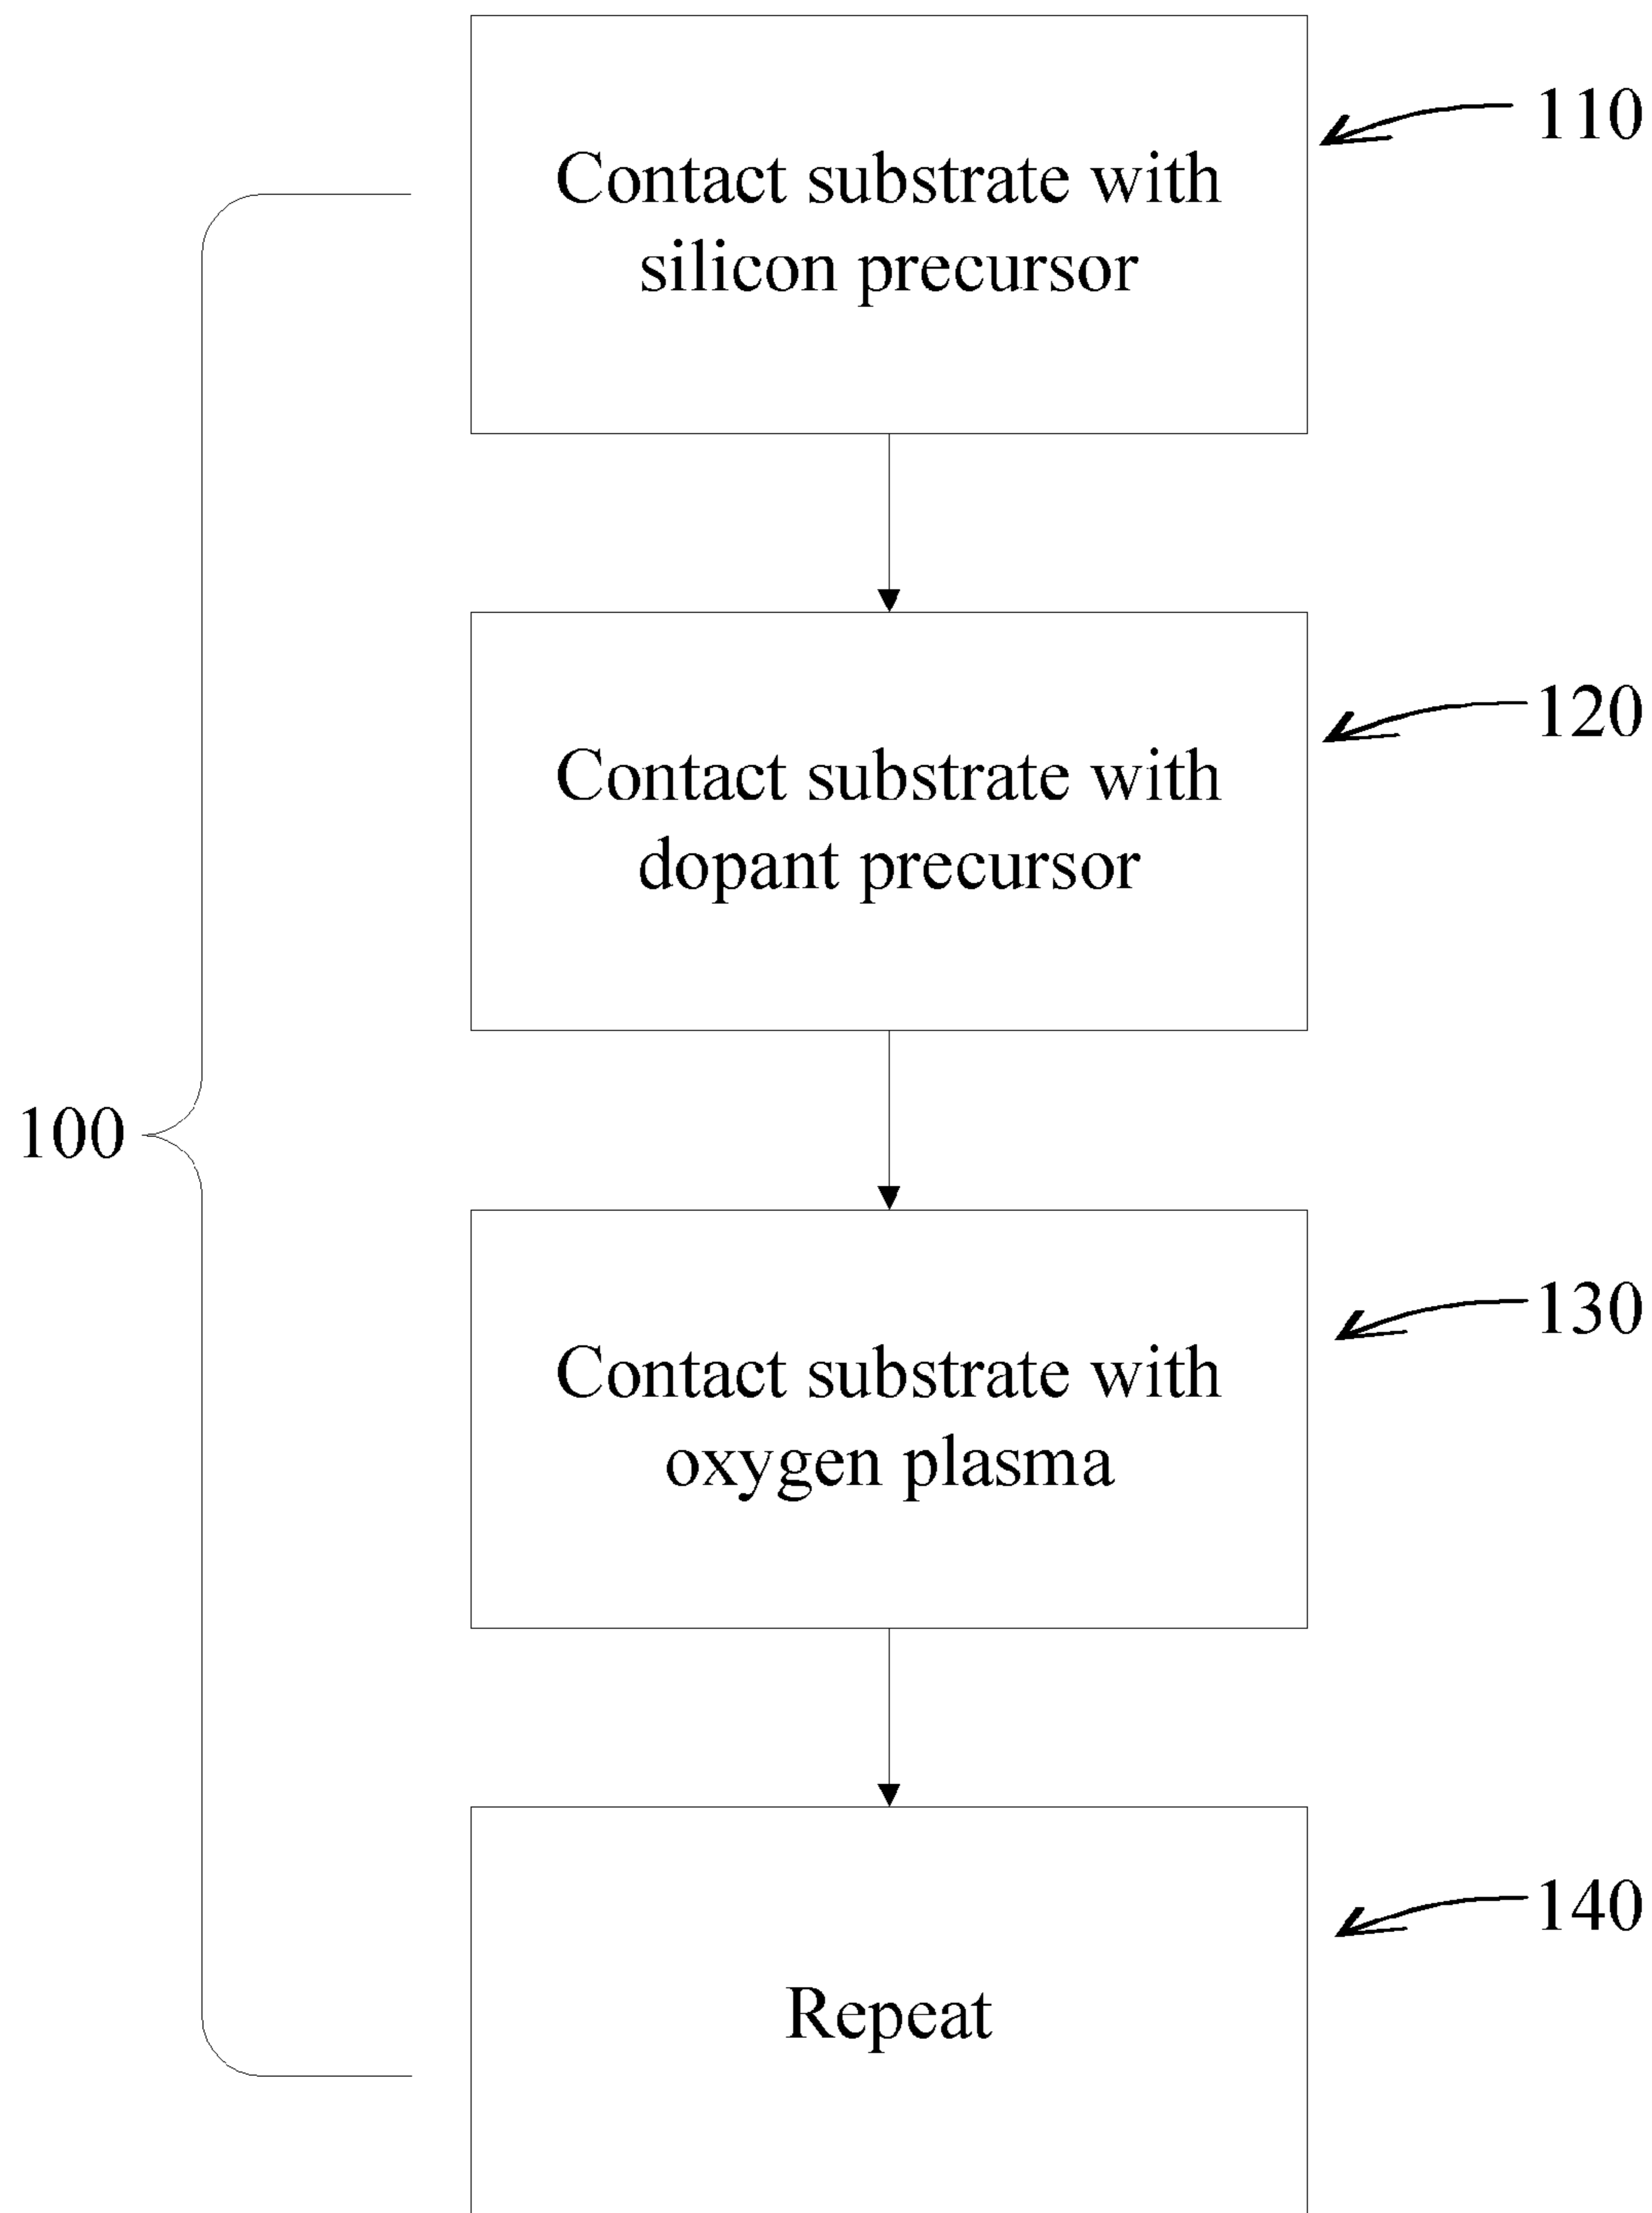 Contact substrate with
silicon precursor
110
Contact substrate with
dopant precursor
120
100
Contact substrate with
oxygen plasma
130
Repeat
140